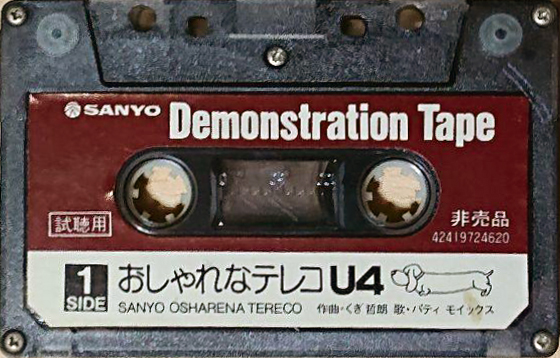 SANYO Demonstration Tape
試聴用
非売品
42419724620
1 SIDE
おしゃれなテレコ U4
SANYO OSHARENA TERECO 作曲・くぎ哲朗 歌・パティ モイックス